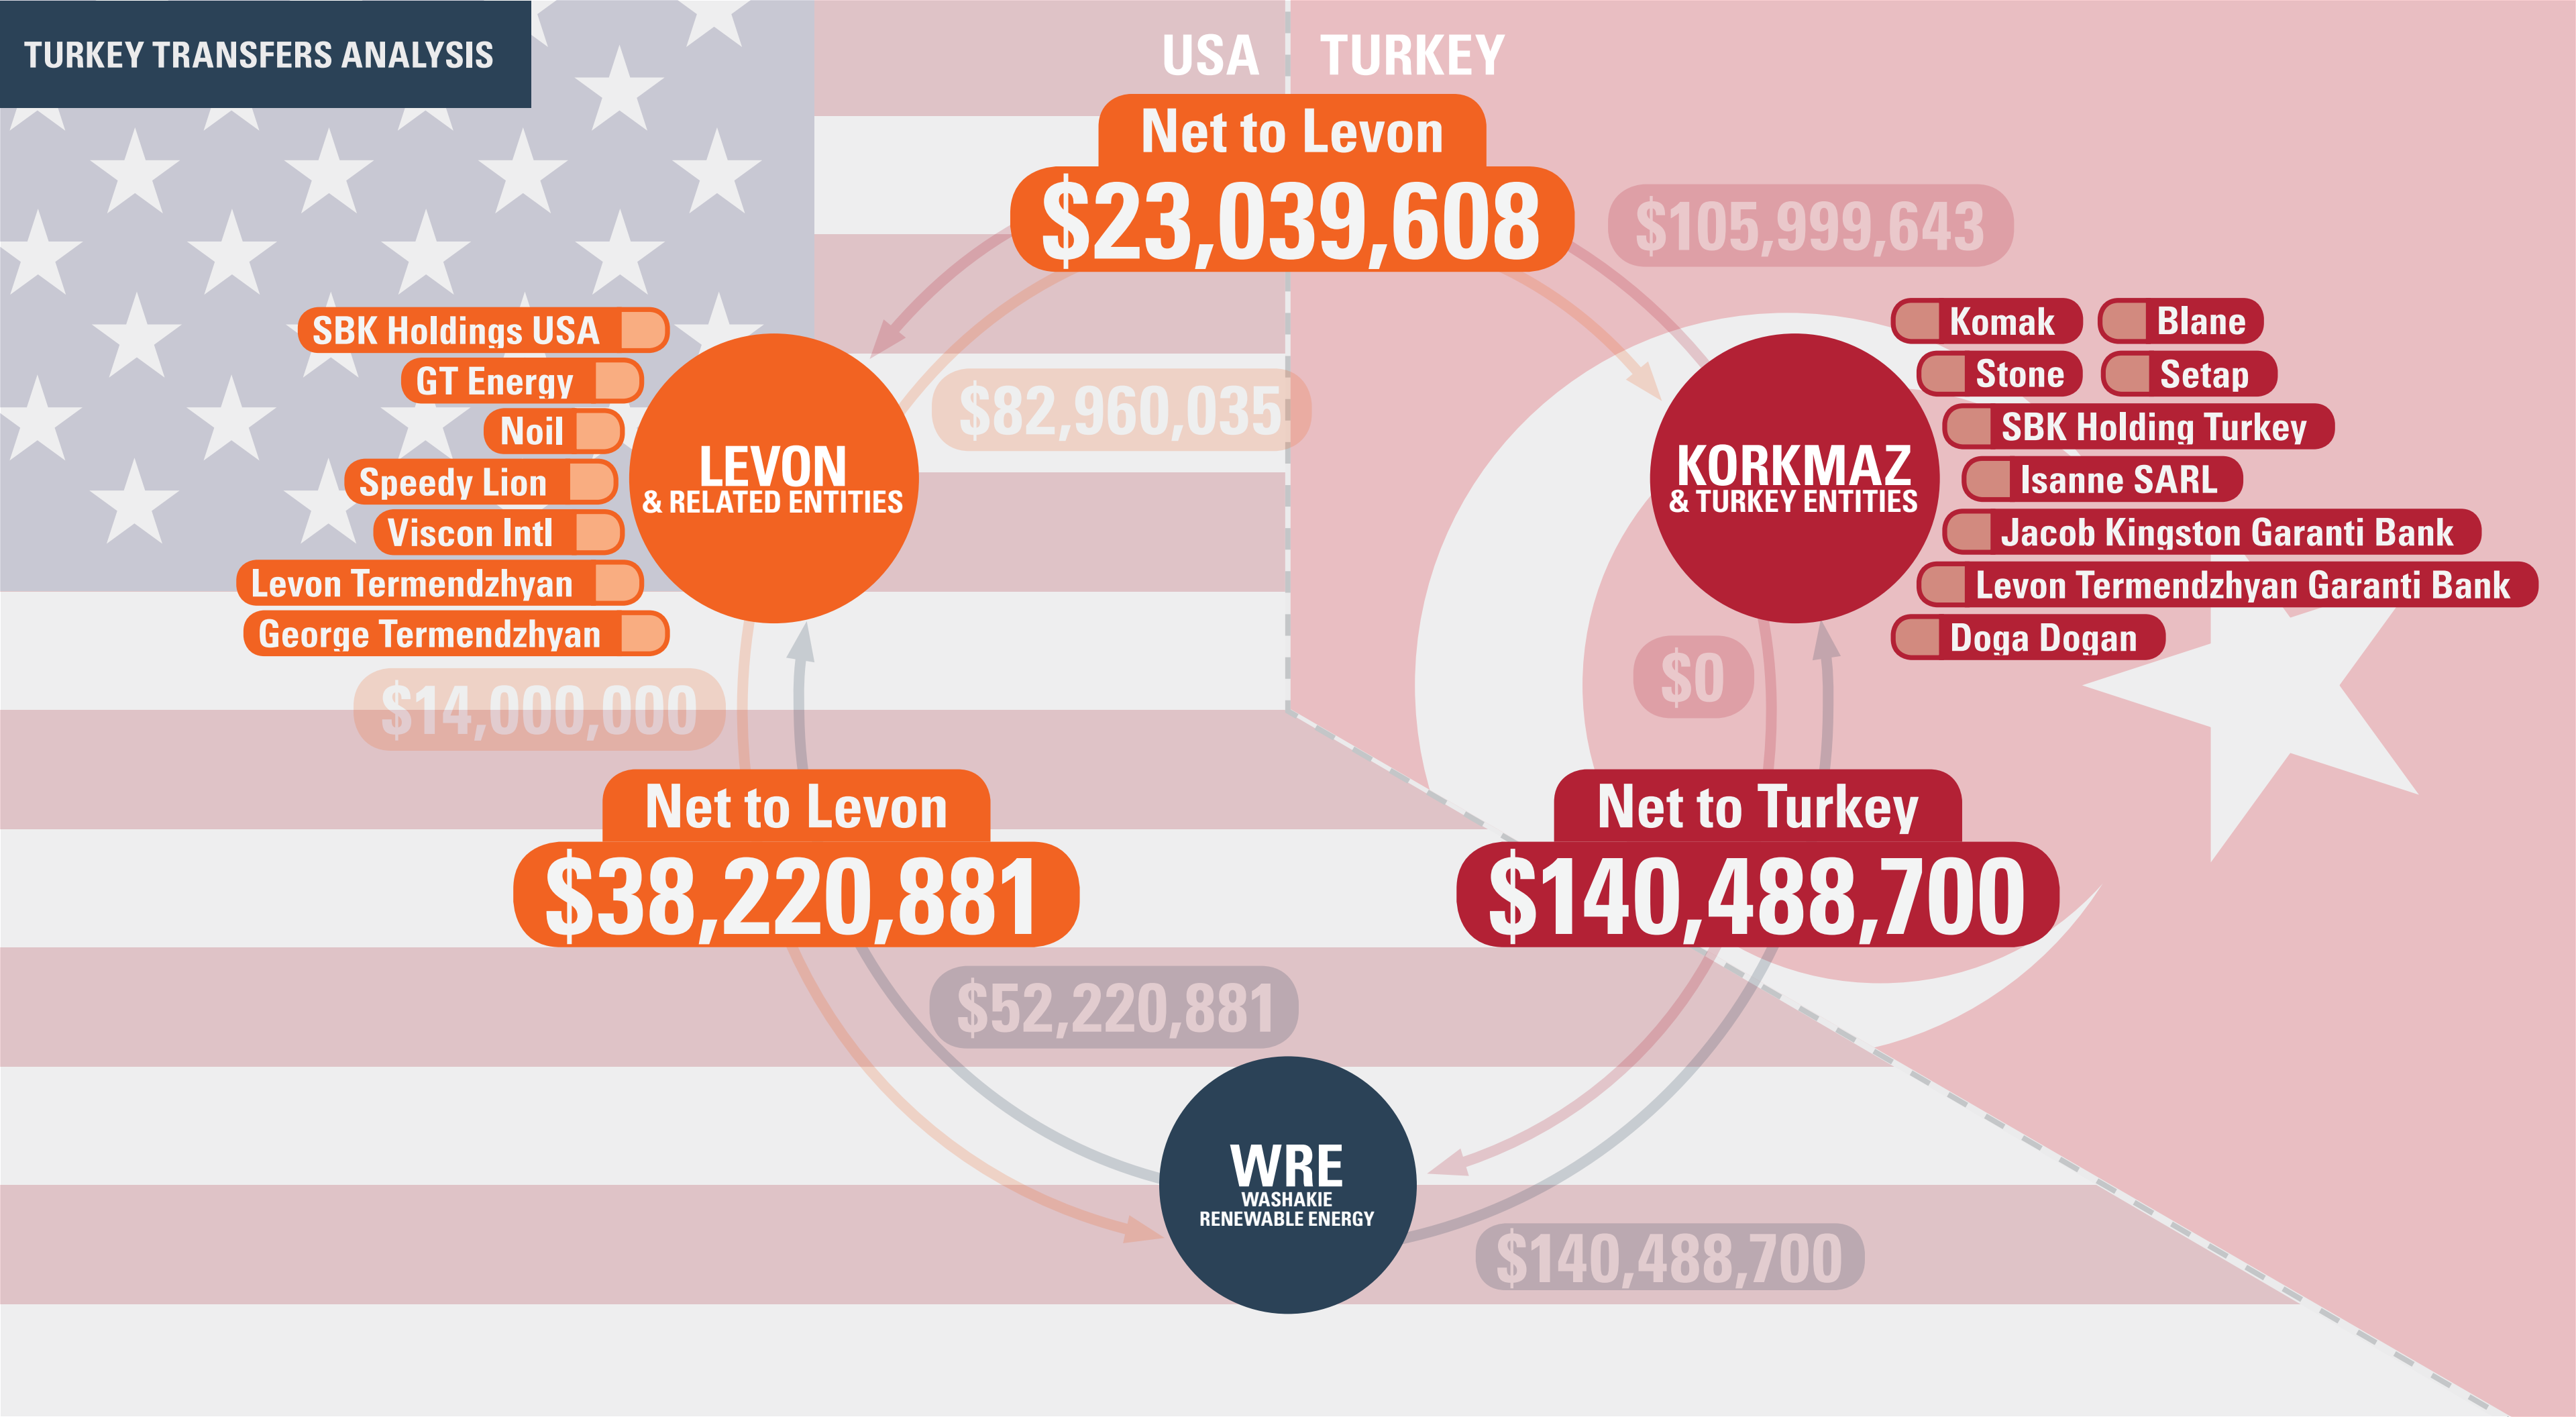 TURKEY TRANSFERS ANALYSIS
USA
TURKEY
Net to Levon
$23,039,608
$105,999,643
$82,960,035
SBK Holdings USA
GT Energy
Noil
Speedy Lion
Viscon Intl
Levon Termendzhyan
George Termendzhyan
LEVON
& RELATED ENTITIES
KORKMAZ
& TURKEY ENTITIES
Komak
Blane
Stone
Setap
SBK Holding Turkey
Isanne SARL
Jacob Kingston Garanti Bank
Levon Termendzhyan Garanti Bank
Doga Dogan
$14,000,000
$0
Net to Levon
$38,220,881
Net to Turkey
$140,488,700
$52,220,881
WRE
WASHAKIE
RENEWABLE ENERGY
$140,488,700